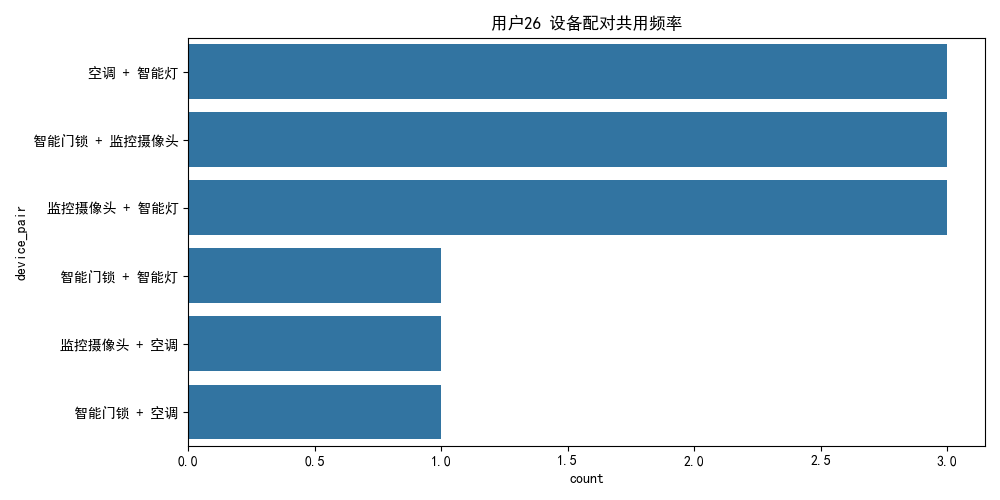 用户26 设备配对共用频率
空调 + 智能灯
智能门锁 + 监控摄像头
监控摄像头 + 智能灯
智能门锁 + 智能灯
监控摄像头 + 空调
智能门锁 + 空调
device_pair
0.0 0.5 1.0 1.5 2.0 2.5 3.0
count